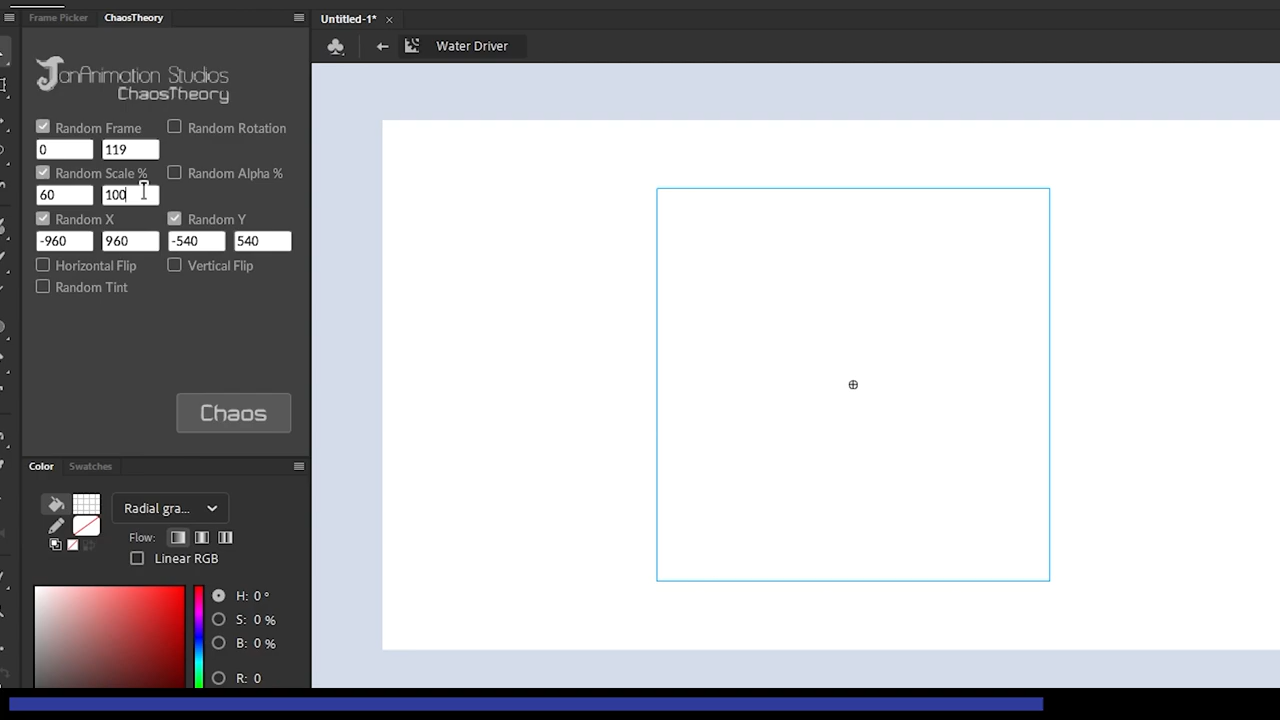 Frame Picker ChaosTheory
Untitled-1*
Water Driver
JanAnimation Studios
ChaosTheory
Random Frame Random Rotation
0 119
Random Scale % Random Alpha %
60 100
Random X Random Y
-960 960 -540 540
Horizontal Flip Vertical Flip
Random Tint
Chaos
Color Swatches
Radial gra...
Flow:
Linear RGB
H: 0 °
S: 0 %
B: 0 %
R: 0